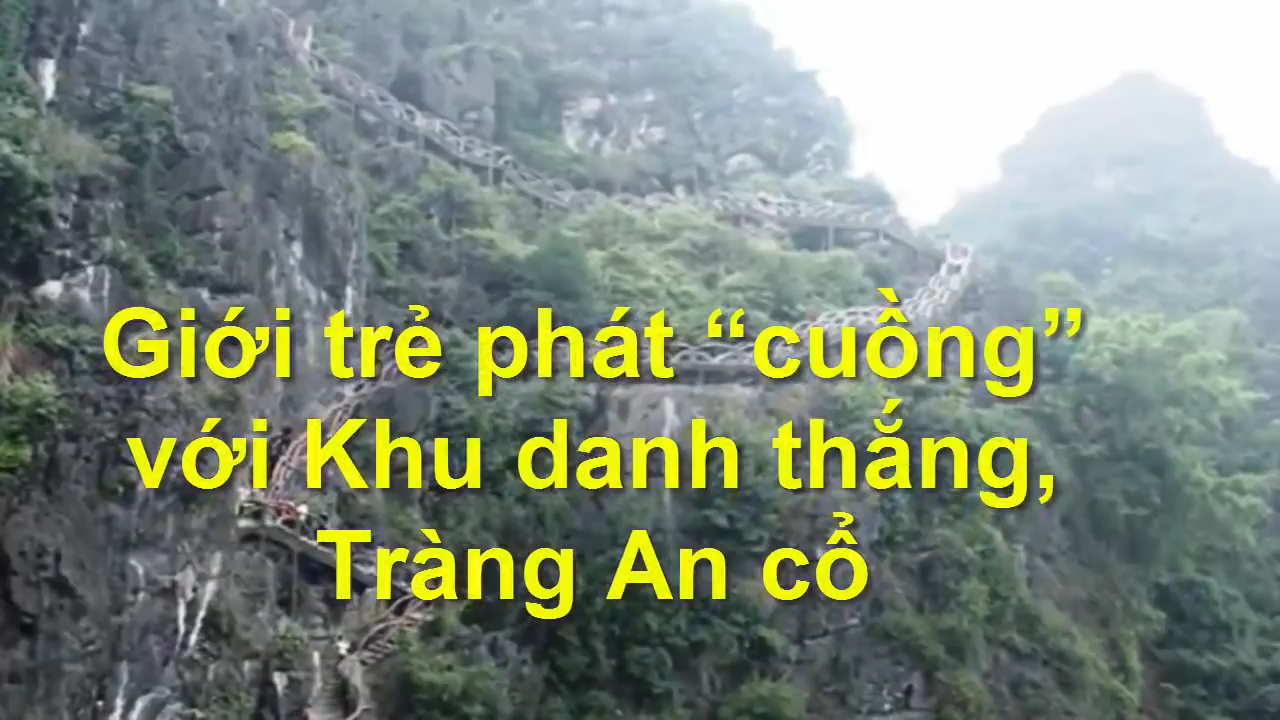 Giới trẻ phát “cuồng”
với Khu danh thắng,
Tràng An cổ